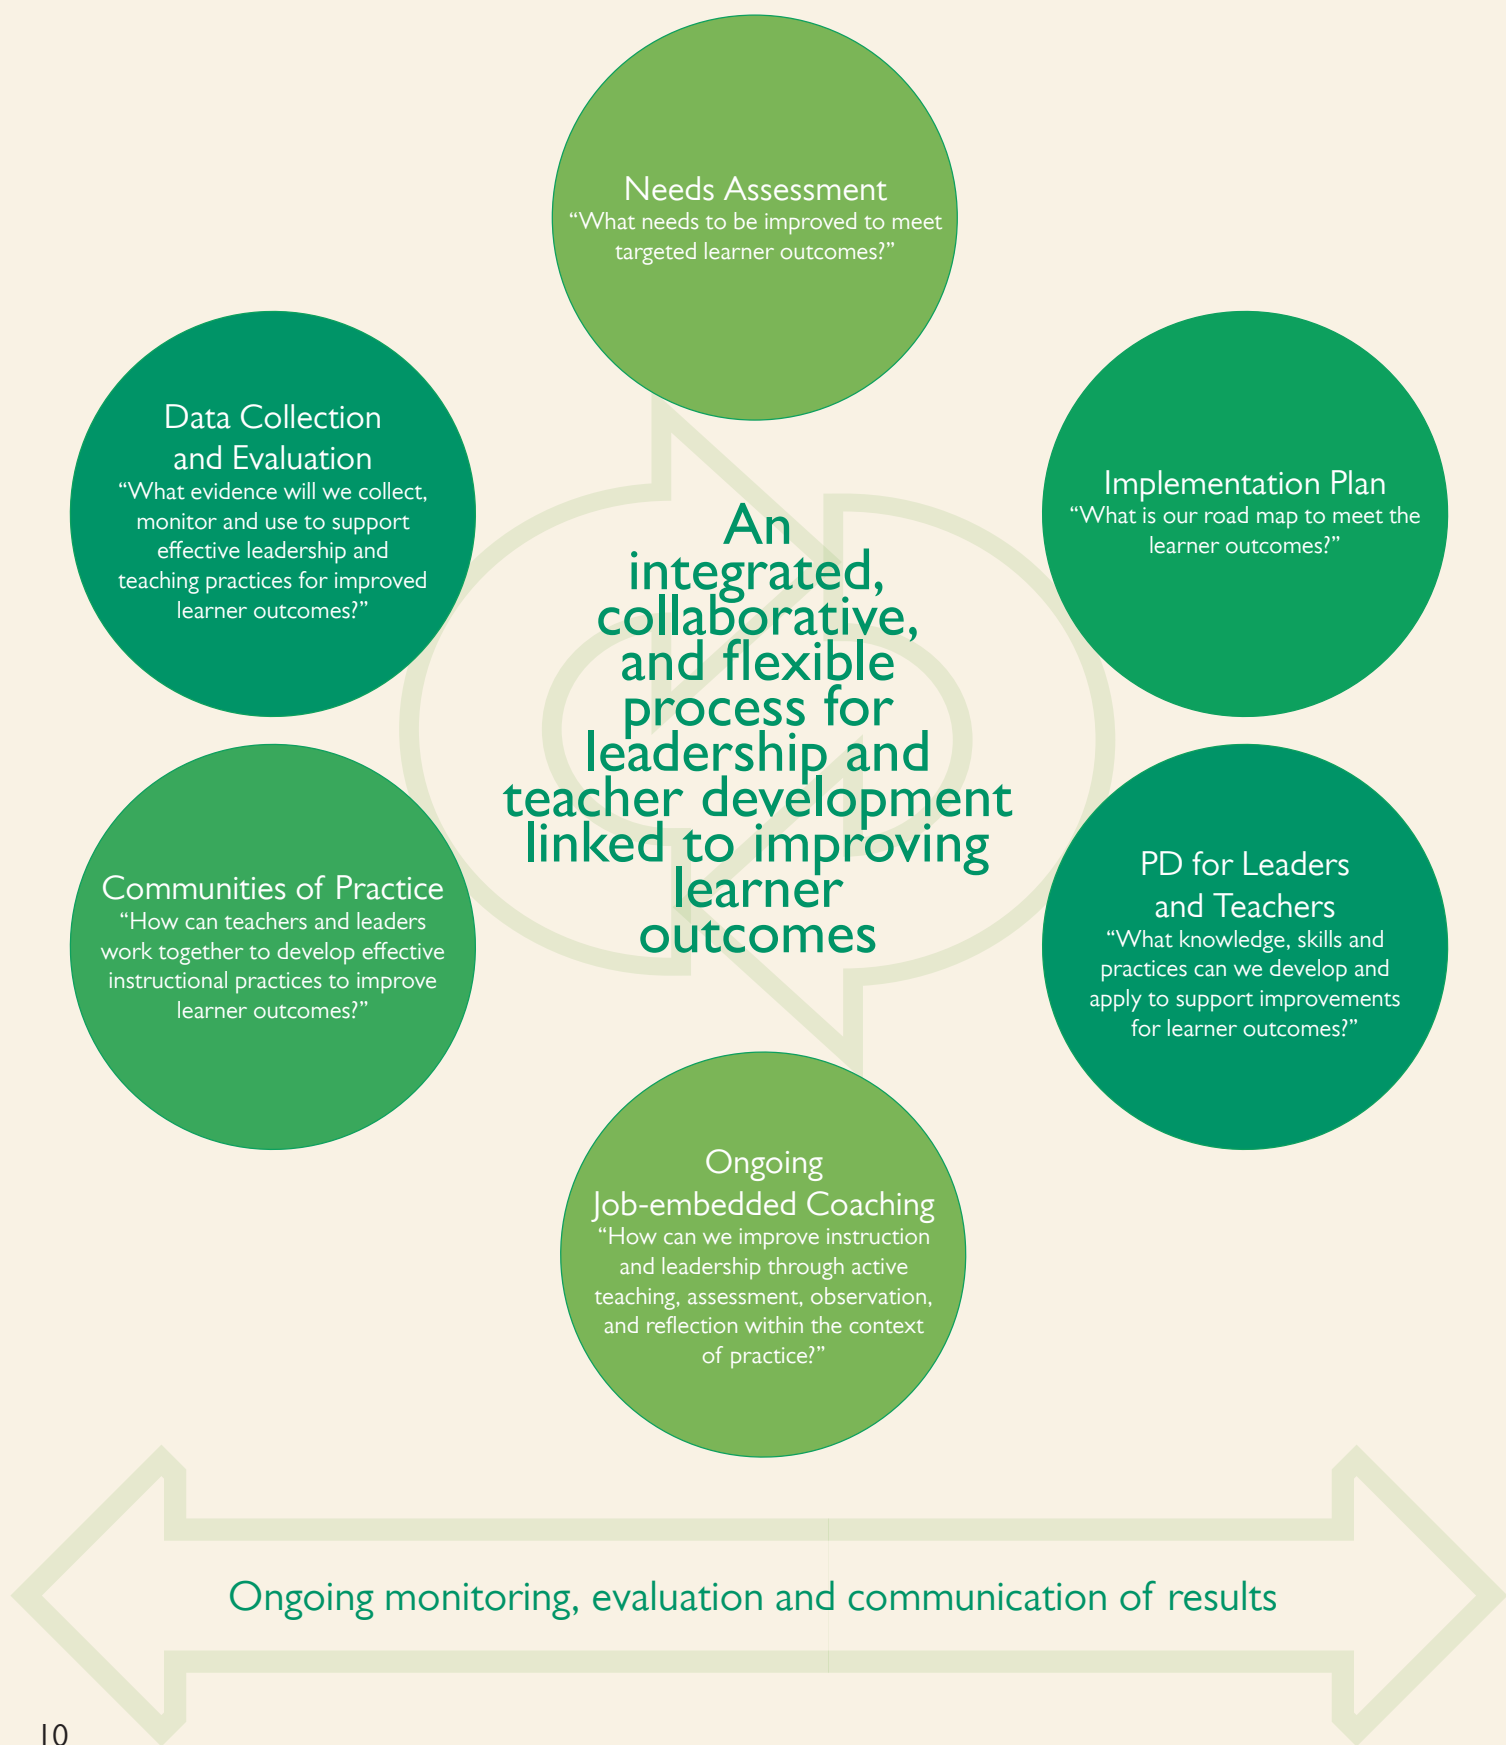 Needs Assessment
“What needs to be improved to meet
targeted learner outcomes?”
Data Collection
and Evaluation
“What evidence will we collect,
monitor and use to support
effective leadership and
teaching practices for improved
learner outcomes?”
Implementation Plan
“What is our road map to meet the
learner outcomes?”
An
integrated,
collaborative,
and flexible
process for
leadership and
teacher development
linked to improving
learner
outcomes
Communities of Practice
“How can teachers and leaders
work together to develop effective
instructional practices to improve
learner outcomes?”
PD for Leaders
and Teachers
“What knowledge, skills and
practices can we develop and
apply to support improvements
for learner outcomes?”
Ongoing
Job-embedded Coaching
“How can we improve instruction
and leadership through active
teaching, assessment, observation,
and reflection within the context
of practice?”
Ongoing monitoring, evaluation and communication of results
10